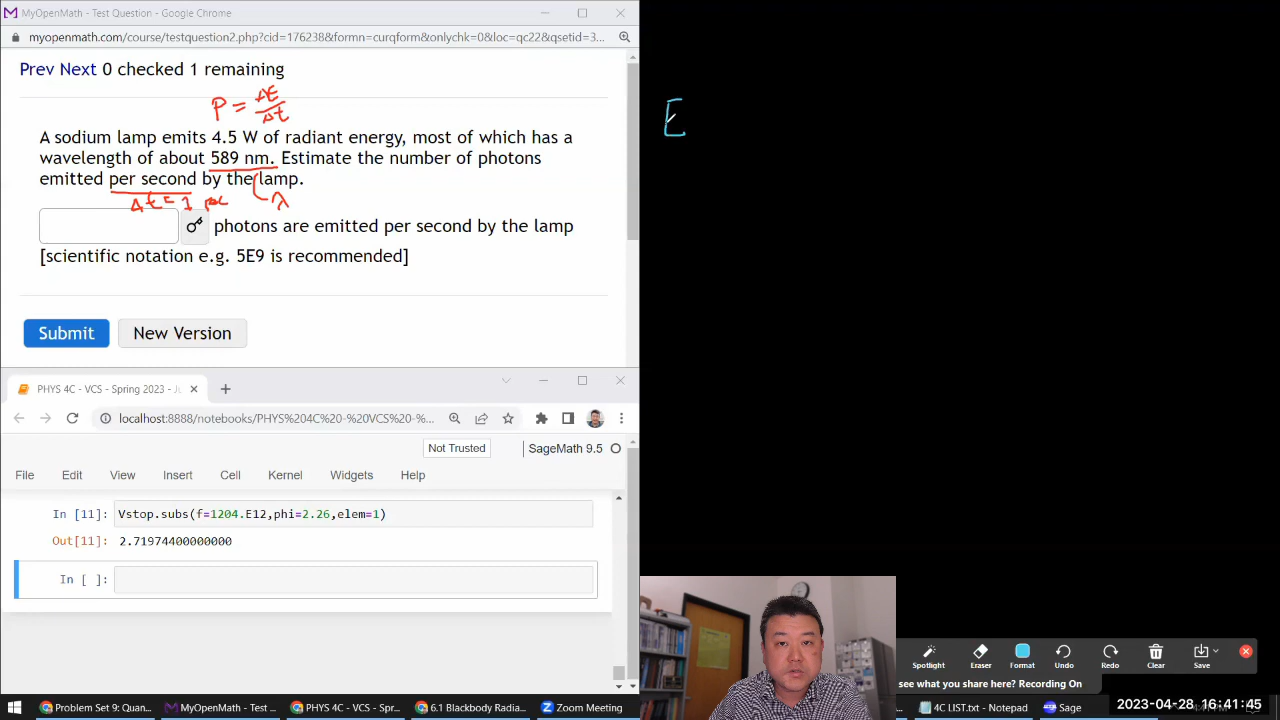 MyOpenMath - Test Question - Google Chrome
myopenmath.com/course/testquestion2.php?cid=176238&formn=curqform&onlychk=0&loc=qc22&qsetid=3...
Prev Next 0 checked 1 remaining
P = ΔE/Δt
A sodium lamp emits 4.5 W of radiant energy, most of which has a
wavelength of about 589 nm. Estimate the number of photons
emitted per second by the lamp.
Δt = 1 sec
λ
photons are emitted per second by the lamp
[scientific notation e.g. 5E9 is recommended]
Submit
New Version
E
PHYS 4C - VCS - Spring 2023 - Ju
localhost:8888/notebooks/PHYS%204C%20-%20VCS%20-%...
Not Trusted
SageMath 9.5
File Edit View Insert Cell Kernel Widgets Help
In [11]: Vstop.subs(f=1204.E12,phi=2.26,elem=1)
Out[11]: 2.71974400000000
In [ ]:
Spotlight Eraser Format Undo Redo Clear Save
see what you share here? Recording On
Problem Set 9: Quan...
MyOpenMath - Test ...
PHYS 4C - VCS - Spr...
6.1 Blackbody Radia...
Zoom Meeting
4C LIST.txt - Notepad
Sage
2023-04-28 16:41:45